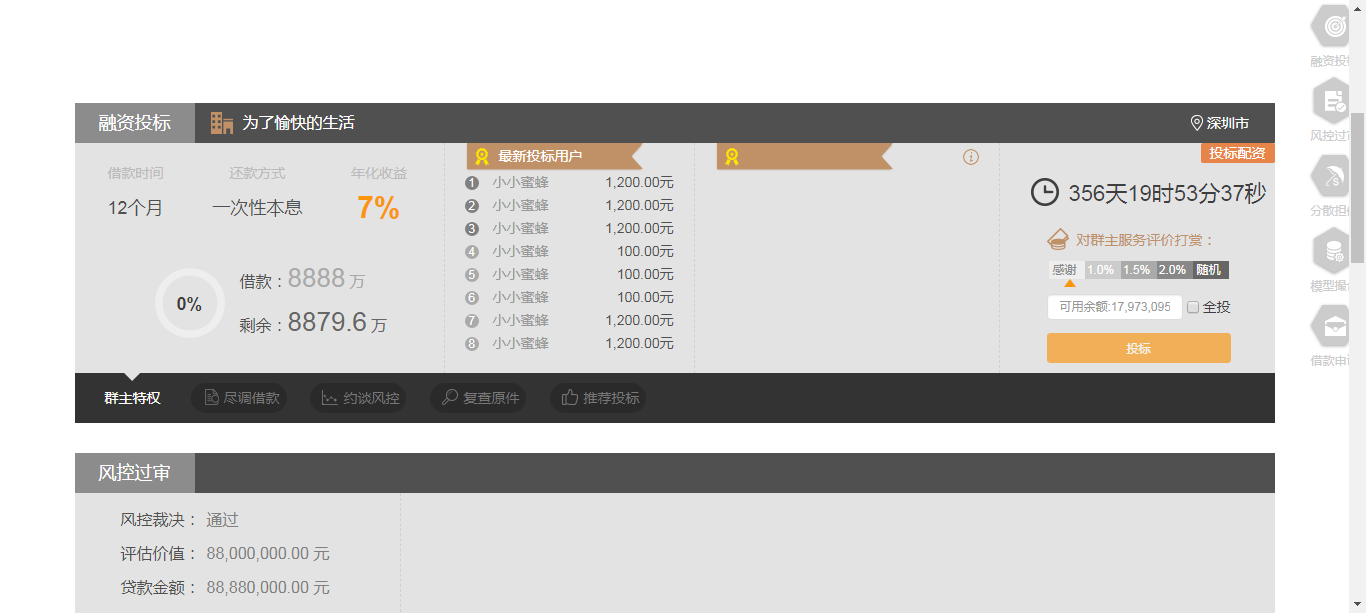 融资投标 为了愉快的生活 深圳市
借款时间 还款方式 年化收益
12个月 一次性本息 7%
0%
借款：8888 万
剩余：8879.6 万
最新投标用户
1 小小蜜蜂 1,200.00元
2 小小蜜蜂 1,200.00元
3 小小蜜蜂 1,200.00元
4 小小蜜蜂 100.00元
5 小小蜜蜂 100.00元
6 小小蜜蜂 100.00元
7 小小蜜蜂 1,200.00元
8 小小蜜蜂 1,200.00元
投标配资
356天19时53分37秒
对群主服务评价打赏：
感谢 1.0% 1.5% 2.0% 随机
可用余额:17,973,095 全投
投标
群主特权 尽调借款 约谈风控 复查原件 推荐投标
风控过审
风控裁决： 通过
评估价值： 88,000,000.00 元
贷款金额： 88,880,000.00 元
融资投
风控过
分散担
模型操
借款申